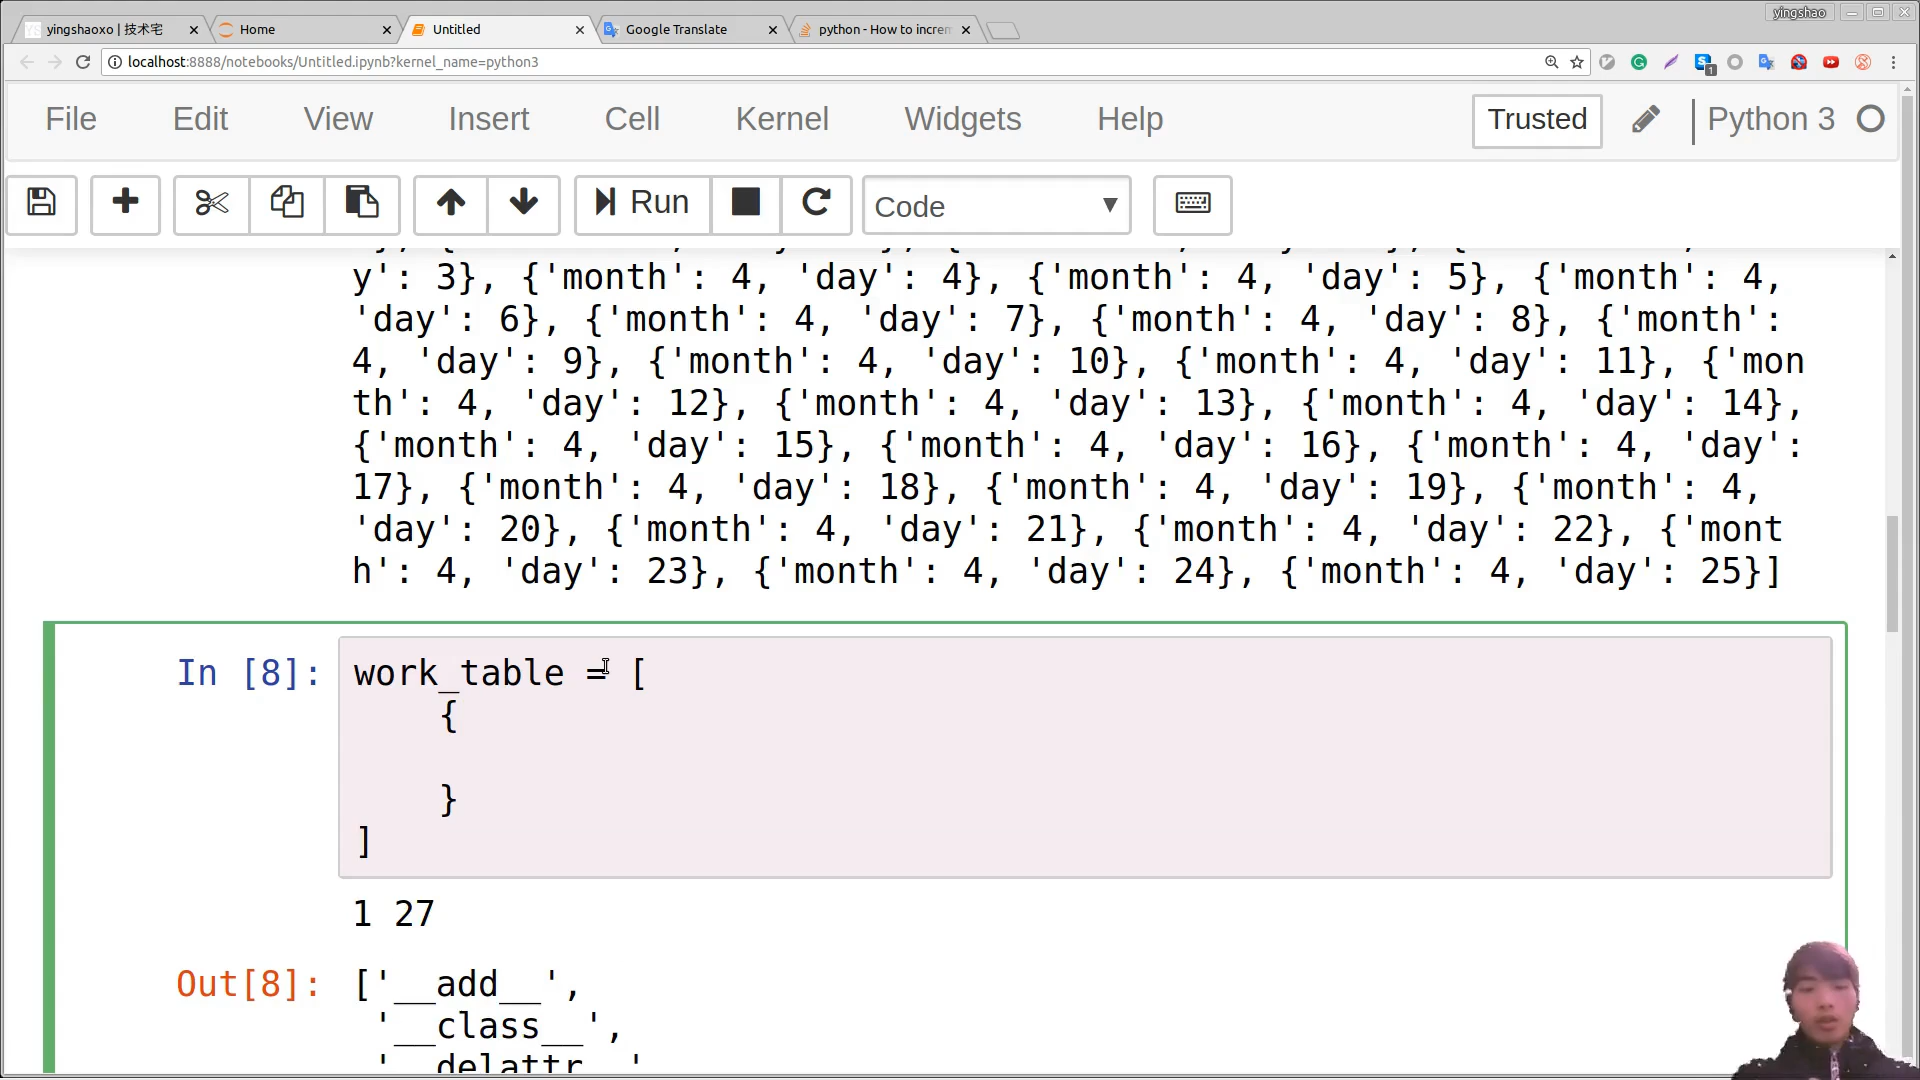 yingshaoxo | 技术宅
Home
Untitled
Google Translate
python - How to increm
yingshao
localhost:8888/notebooks/Untitled.ipynb?kernel_name=python3
File Edit View Insert Cell Kernel Widgets Help
Trusted
Python 3
Run
Code
y': 3}, {'month': 4, 'day': 4}, {'month': 4, 'day': 5}, {'month': 4,
'day': 6}, {'month': 4, 'day': 7}, {'month': 4, 'day': 8}, {'month':
4, 'day': 9}, {'month': 4, 'day': 10}, {'month': 4, 'day': 11}, {'mon
th': 4, 'day': 12}, {'month': 4, 'day': 13}, {'month': 4, 'day': 14},
{'month': 4, 'day': 15}, {'month': 4, 'day': 16}, {'month': 4, 'day':
17}, {'month': 4, 'day': 18}, {'month': 4, 'day': 19}, {'month': 4,
'day': 20}, {'month': 4, 'day': 21}, {'month': 4, 'day': 22}, {'mont
h': 4, 'day': 23}, {'month': 4, 'day': 24}, {'month': 4, 'day': 25}]
In [8]:
work_table = [
{
}
]
1 27
Out[8]:
['__add__',
'__class__',
'__delattr__'